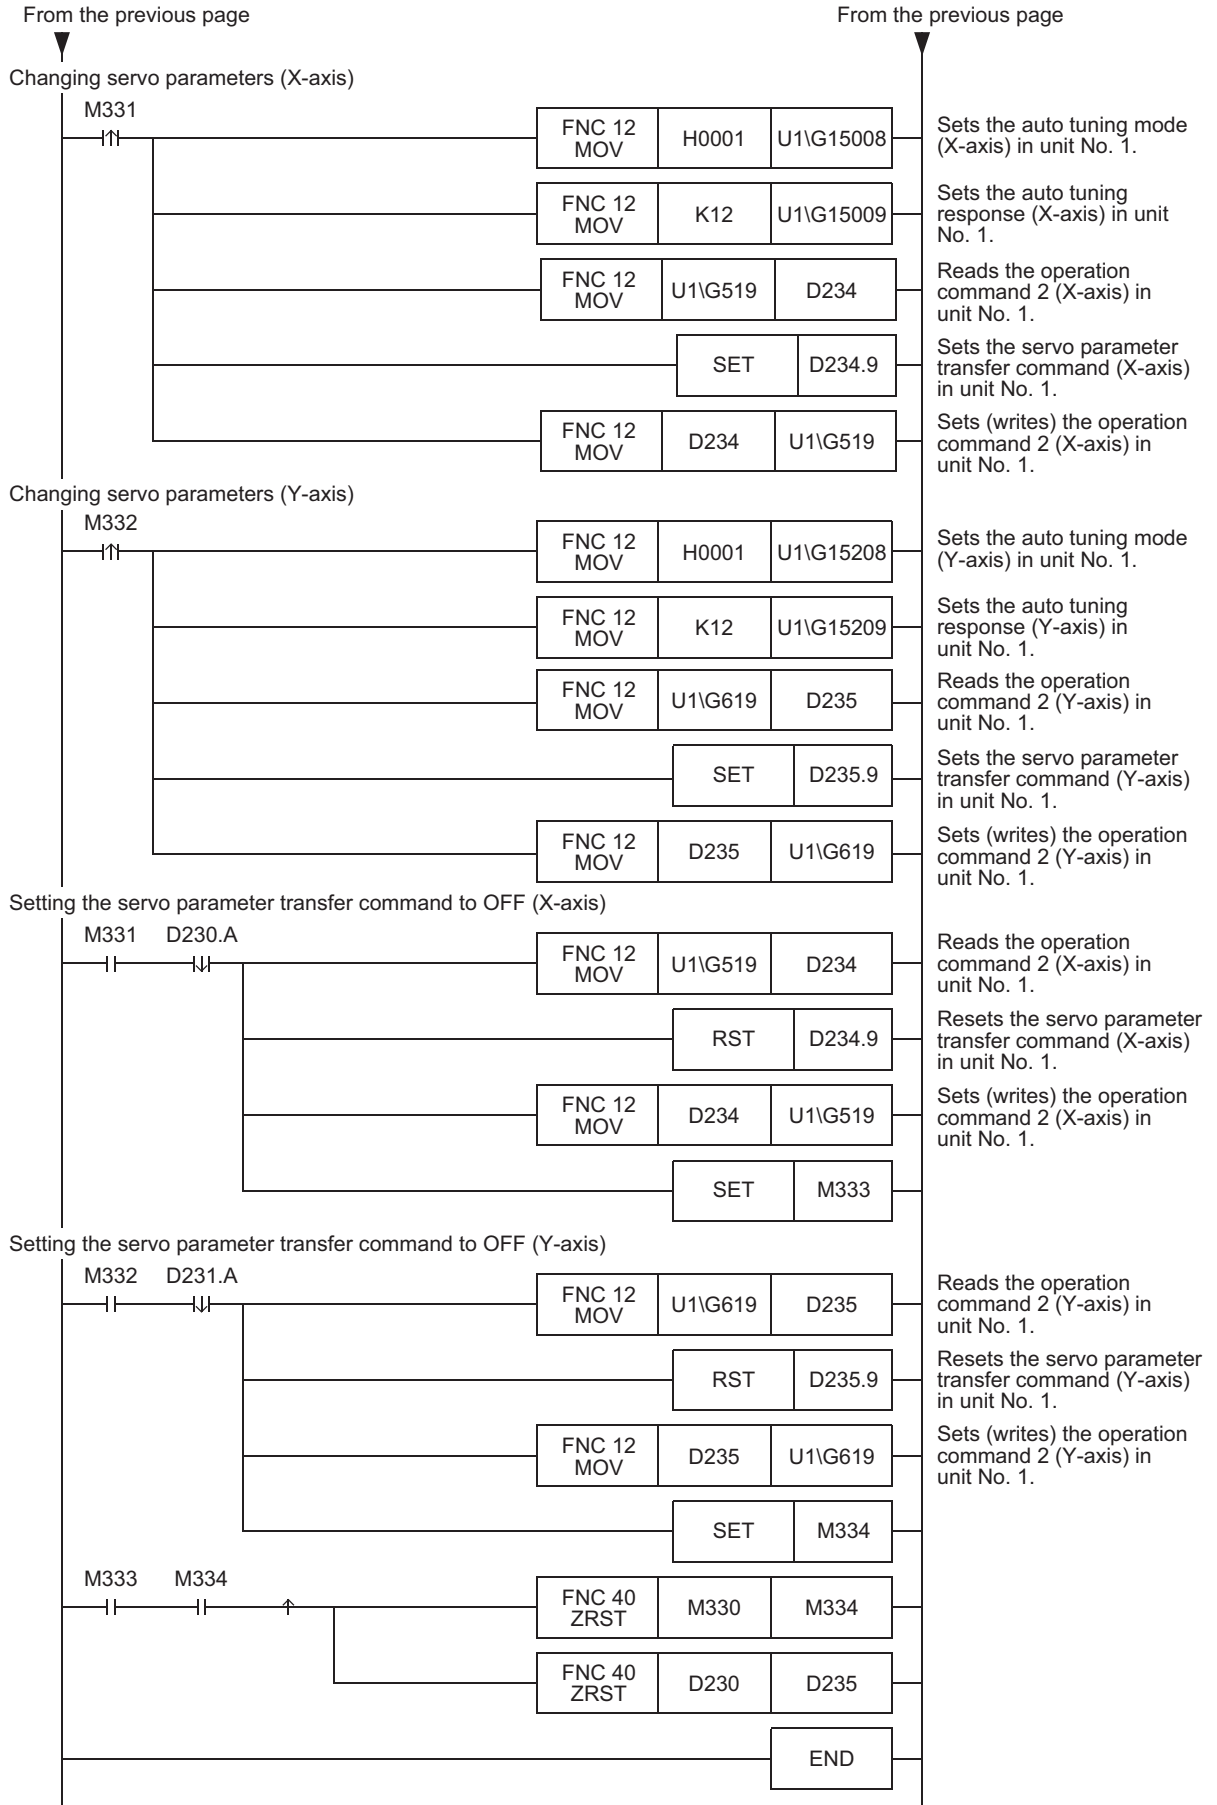 From the previous page
From the previous page
Changing servo parameters (X-axis)
M331
FNC 12
MOV
H0001
U1\G15008
Sets the auto tuning mode
(X-axis) in unit No. 1.
FNC 12
MOV
K12
U1\G15009
Sets the auto tuning
response (X-axis) in unit
No. 1.
FNC 12
MOV
U1\G519
D234
Reads the operation
command 2 (X-axis) in
unit No. 1.
SET
D234.9
Sets the servo parameter
transfer command (X-axis)
in unit No. 1.
FNC 12
MOV
D234
U1\G519
Sets (writes) the operation
command 2 (X-axis) in
unit No. 1.
Changing servo parameters (Y-axis)
M332
FNC 12
MOV
H0001
U1\G15208
Sets the auto tuning mode
(Y-axis) in unit No. 1.
FNC 12
MOV
K12
U1\G15209
Sets the auto tuning
response (Y-axis) in
unit No. 1.
FNC 12
MOV
U1\G619
D235
Reads the operation
command 2 (Y-axis) in
unit No. 1.
SET
D235.9
Sets the servo parameter
transfer command (Y-axis)
in unit No. 1.
FNC 12
MOV
D235
U1\G619
Sets (writes) the operation
command 2 (Y-axis) in
unit No. 1.
Setting the servo parameter transfer command to OFF (X-axis)
M331
D230.A
FNC 12
MOV
U1\G519
D234
Reads the operation
command 2 (X-axis) in
unit No. 1.
RST
D234.9
Resets the servo parameter
transfer command (X-axis)
in unit No. 1.
FNC 12
MOV
D234
U1\G519
Sets (writes) the operation
command 2 (X-axis) in
unit No. 1.
SET
M333
Setting the servo parameter transfer command to OFF (Y-axis)
M332
D231.A
FNC 12
MOV
U1\G619
D235
Reads the operation
command 2 (Y-axis) in
unit No. 1.
RST
D235.9
Resets the servo parameter
transfer command (Y-axis)
in unit No. 1.
FNC 12
MOV
D235
U1\G619
Sets (writes) the operation
command 2 (Y-axis) in
unit No. 1.
SET
M334
M333
M334
FNC 40
ZRST
M330
M334
FNC 40
ZRST
D230
D235
END